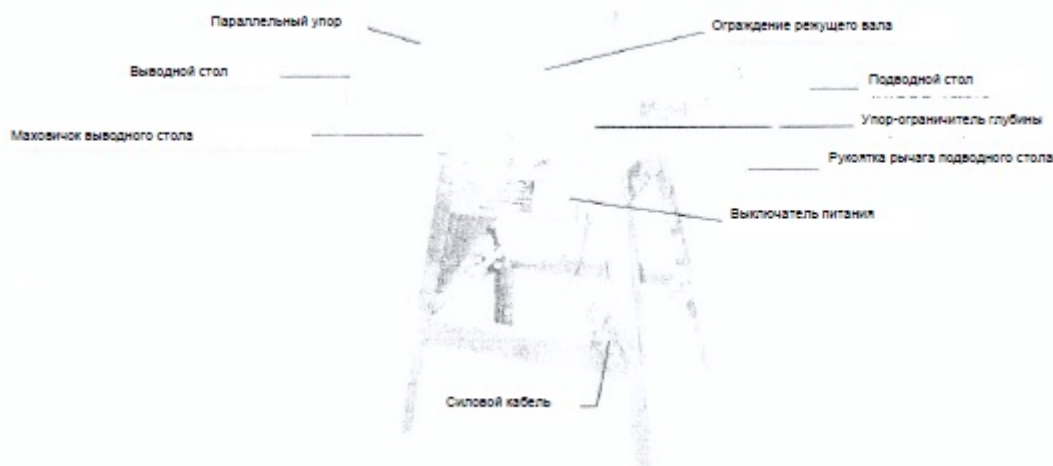 Параллельный упор
Ограждение режущего вала
Выводной стол
Подводной стол
Упор-ограничитель глубины
Маховичок выводного стола
Рукоятка рычага подводного стола
Выключатель питания
Силовой кабель